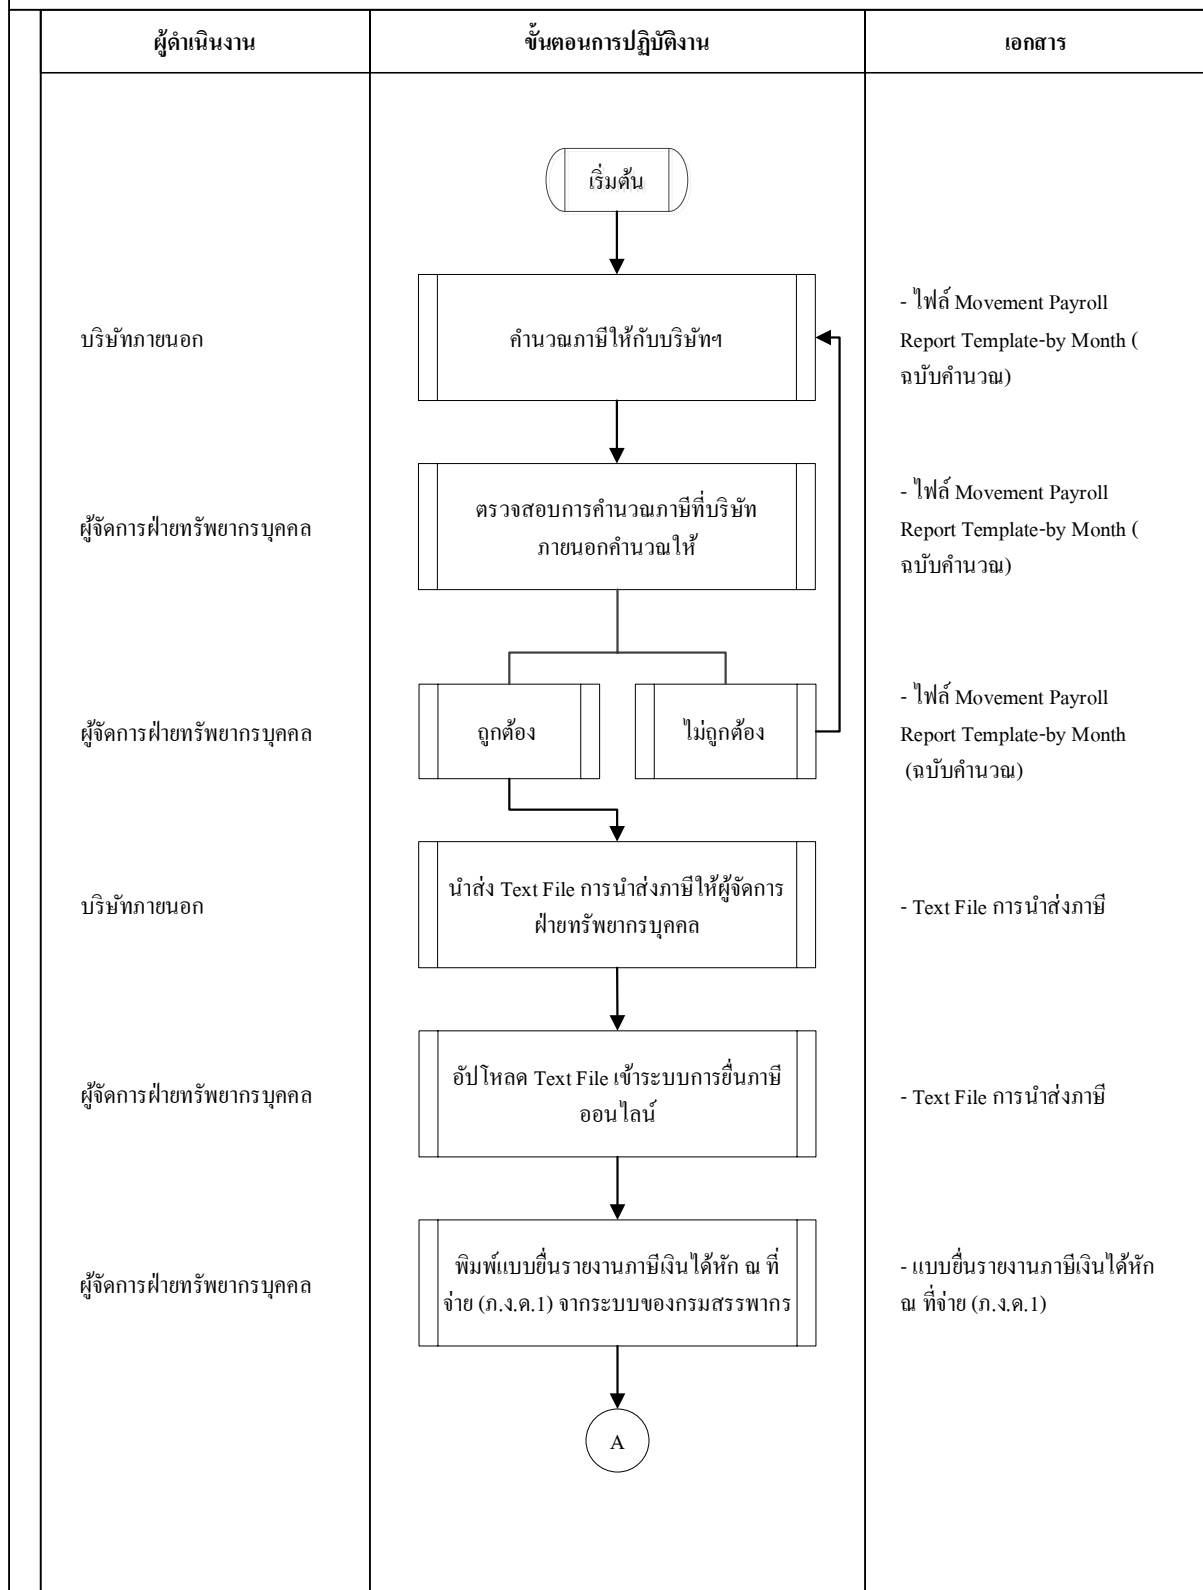 ผู้ดำเนินงาน
ขั้นตอนการปฏิบัติงาน
เอกสาร
เริ่มต้น
บริษัทภายนอก
คำนวณภาษีให้กับบริษัทฯ
- ไฟล์ Movement Payroll
Report Template-by Month (
ฉบับคำนวณ)
ผู้จัดการฝ่ายทรัพยากรบุคคล
ตรวจสอบการคำนวณภาษีที่บริษัท
ภายนอกคำนวณให้
- ไฟล์ Movement Payroll
Report Template-by Month (
ฉบับคำนวณ)
ผู้จัดการฝ่ายทรัพยากรบุคคล
ถูกต้อง
ไม่ถูกต้อง
- ไฟล์ Movement Payroll
Report Template-by Month
(ฉบับคำนวณ)
บริษัทภายนอก
นำส่ง Text File การนำส่งภาษีให้ผู้จัดการ
ฝ่ายทรัพยากรบุคคล
- Text File การนำส่งภาษี
ผู้จัดการฝ่ายทรัพยากรบุคคล
อัปโหลด Text File เข้าระบบการยื่นภาษี
ออนไลน์
- Text File การนำส่งภาษี
ผู้จัดการฝ่ายทรัพยากรบุคคล
พิมพ์แบบยื่นรายงานภาษีเงินได้หัก ณ ที่
จ่าย (ภ.ง.ด.1) จากระบบของกรมสรรพากร
- แบบยื่นรายงานภาษีเงินได้หัก
ณ ที่จ่าย (ภ.ง.ด.1)
A